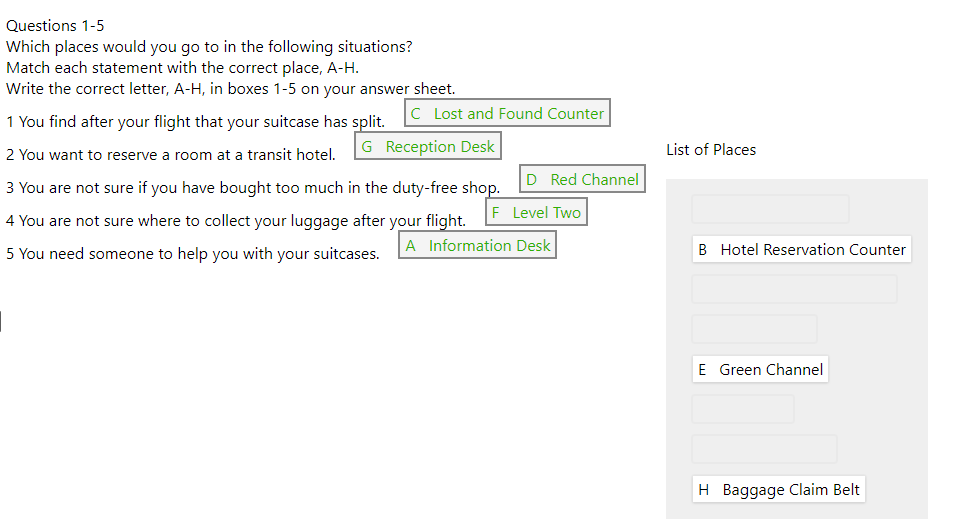 Questions 1-5
Which places would you go to in the following situations?
Match each statement with the correct place, A-H.
Write the correct letter, A-H, in boxes 1-5 on your answer sheet.
1 You find after your flight that your suitcase has split. C Lost and Found Counter
2 You want to reserve a room at a transit hotel. G Reception Desk
3 You are not sure if you have bought too much in the duty-free shop. D Red Channel
4 You are not sure where to collect your luggage after your flight. F Level Two
5 You need someone to help you with your suitcases. A Information Desk
List of Places
B Hotel Reservation Counter
E Green Channel
H Baggage Claim Belt